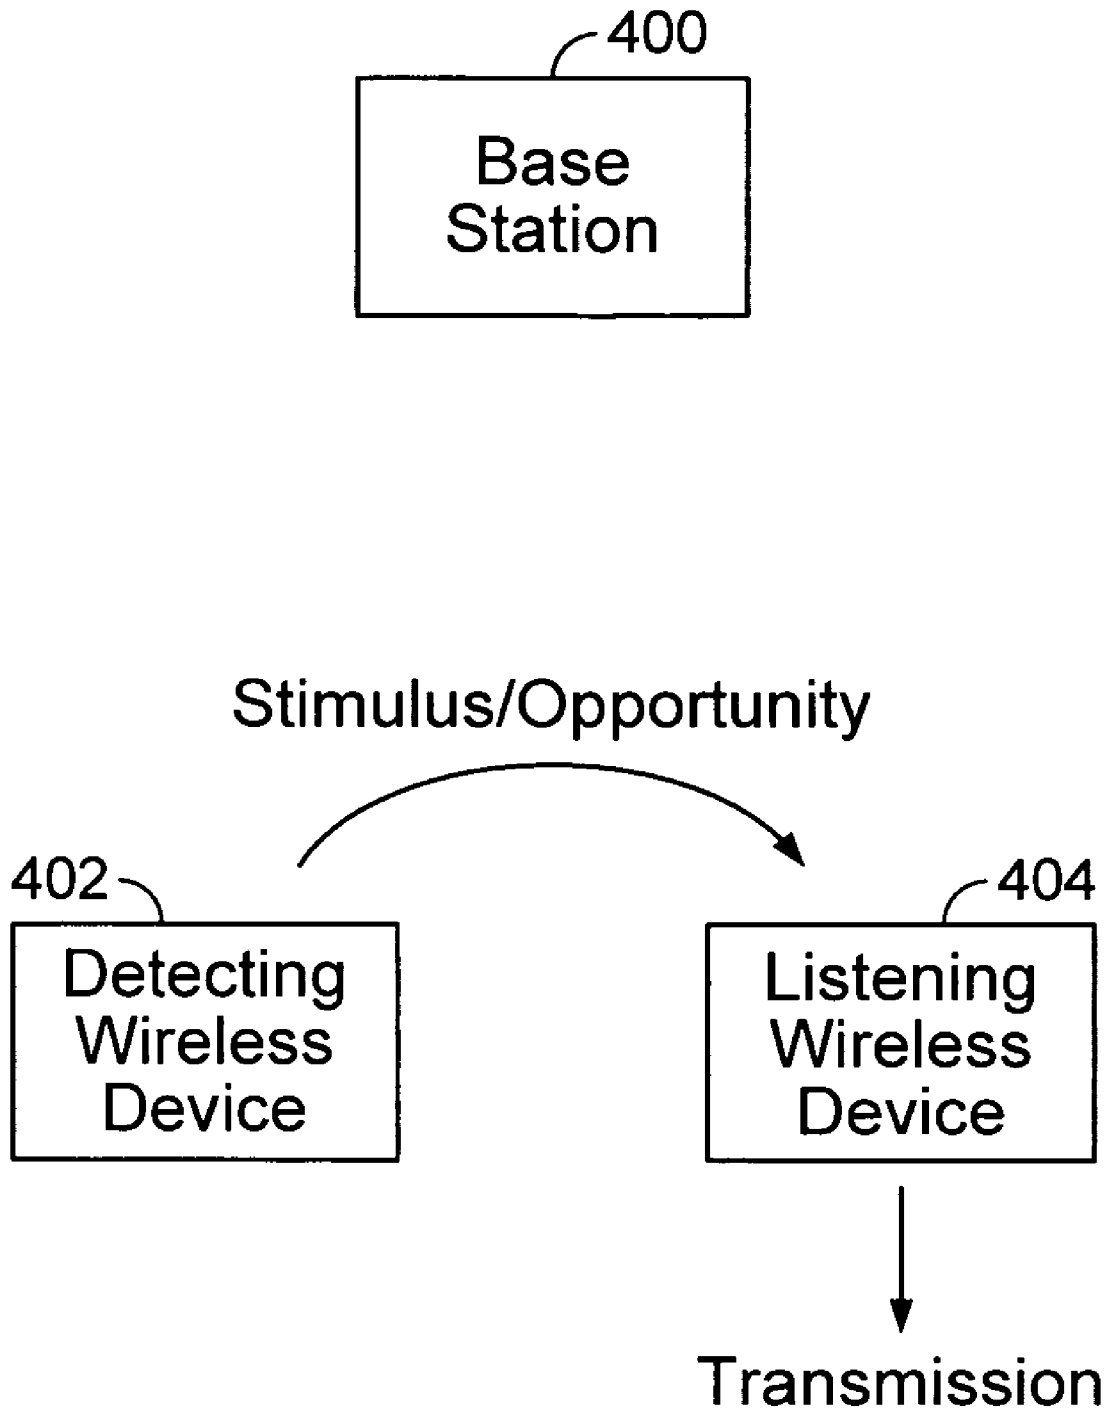 400
Base
Station
Stimulus/Opportunity
402
Detecting
Wireless
Device
404
Listening
Wireless
Device
Transmission